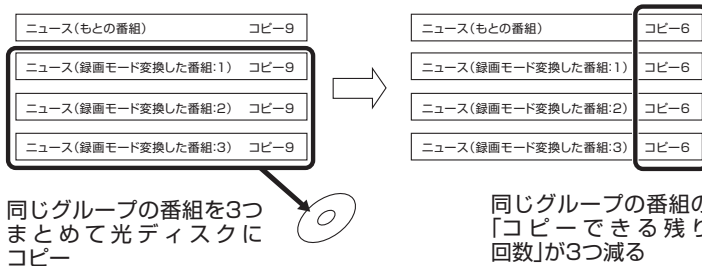 ニュース(もとの番組) コピー9
ニュース(録画モード変換した番組:1) コピー9
ニュース(録画モード変換した番組:2) コピー9
ニュース(録画モード変換した番組:3) コピー9
同じグループの番組を3つ
まとめて光ディスクに
コピー
ニュース(もとの番組) コピー6
ニュース(録画モード変換した番組:1) コピー6
ニュース(録画モード変換した番組:2) コピー6
ニュース(録画モード変換した番組:3) コピー6
同じグループの番組の
「コピーできる残り
回数」が3つ減る